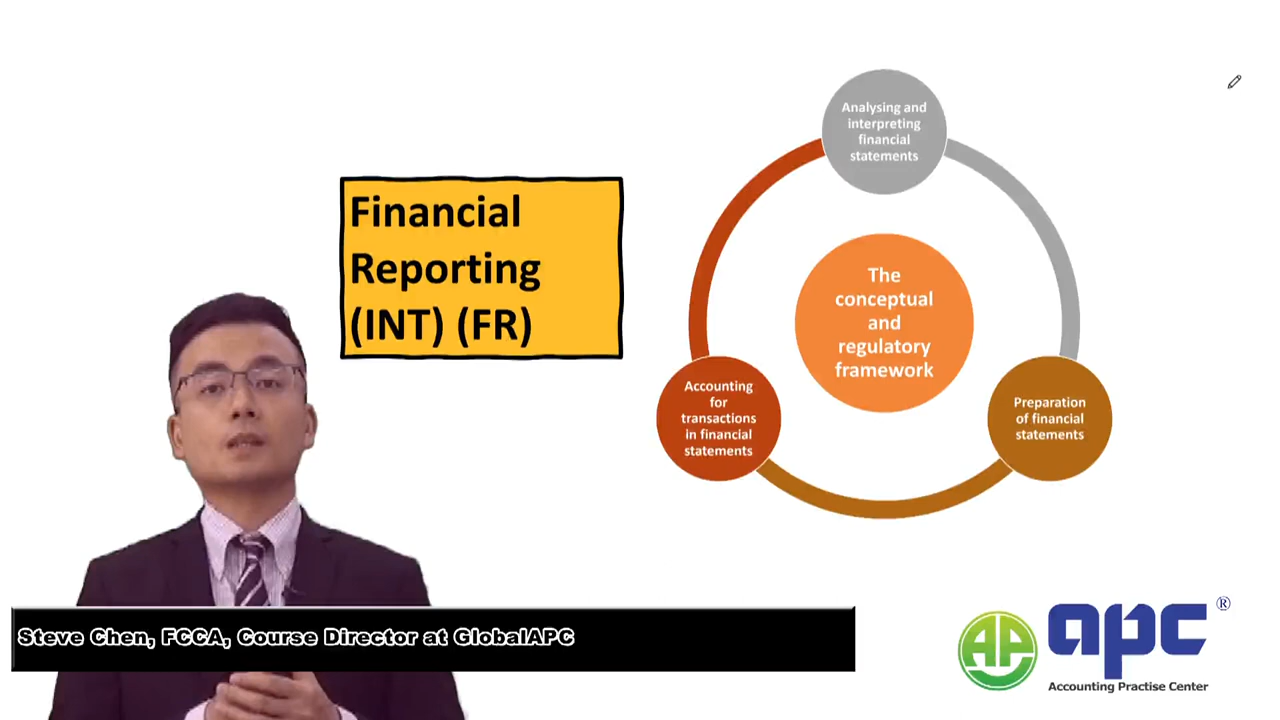 Financial
Reporting
(INT) (FR)
Analysing and
interpreting
financial
statements
The
conceptual
and
regulatory
framework
Accounting
for
transactions
in financial
statements
Preparation
of financial
statements
Steve Chen, FCCA, Course Director at GlobalAPC
AP
apc®
Accounting Practise Center